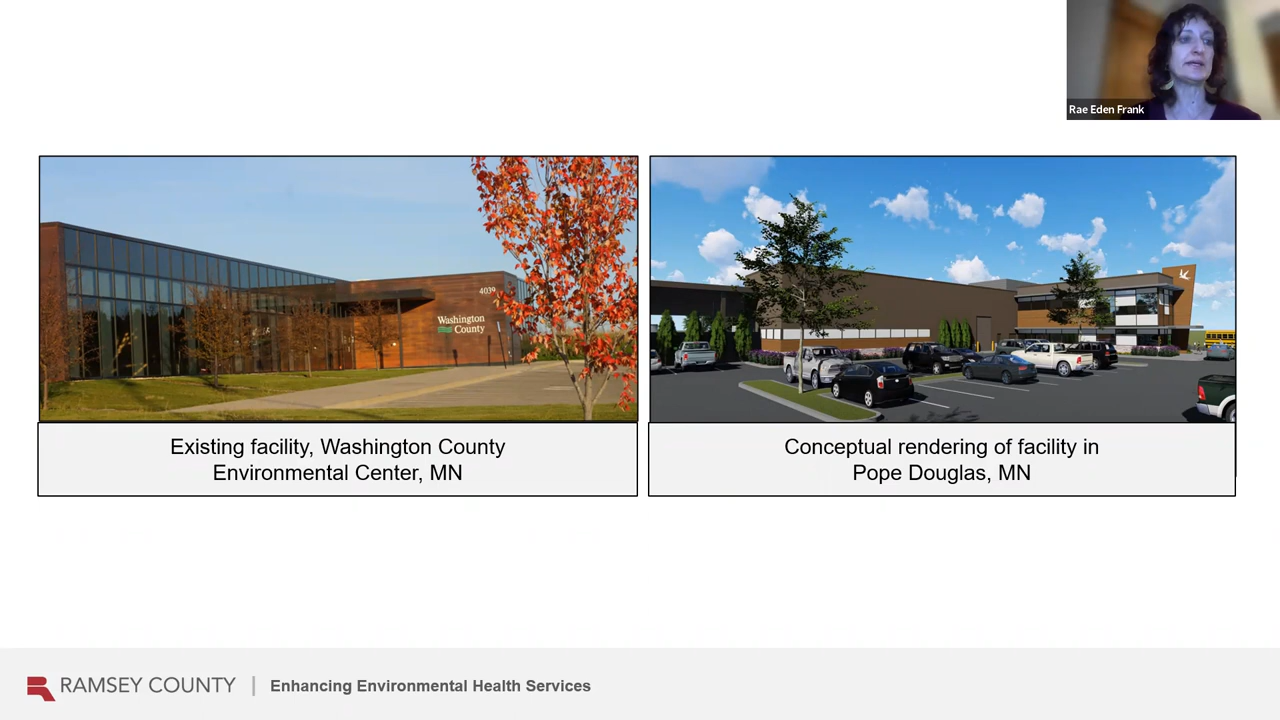 Rae Eden Frank
4039
Washington
County
Existing facility, Washington County
Environmental Center, MN
Conceptual rendering of facility in
Pope Douglas, MN
RAMSEY COUNTY | Enhancing Environmental Health Services